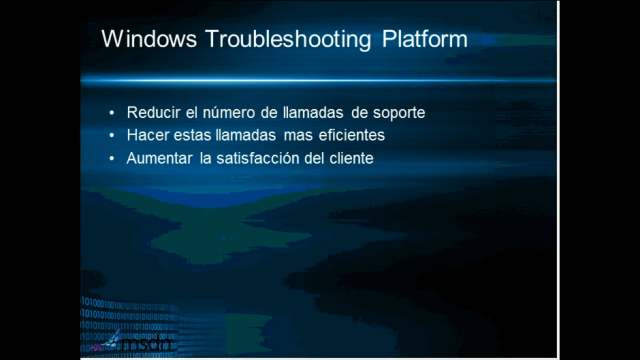 Windows Troubleshooting Platform
• Reducir el número de llamadas de soporte
• Hacer estas llamadas mas eficientes
• Aumentar la satisfacción del cliente